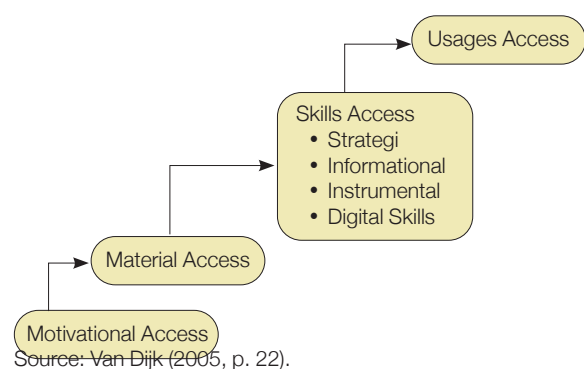 Usages Access
Skills Access
• Strategi
• Informational
• Instrumental
• Digital Skills
Material Access
Motivational Access
Source: Van Dijk (2005, p. 22).